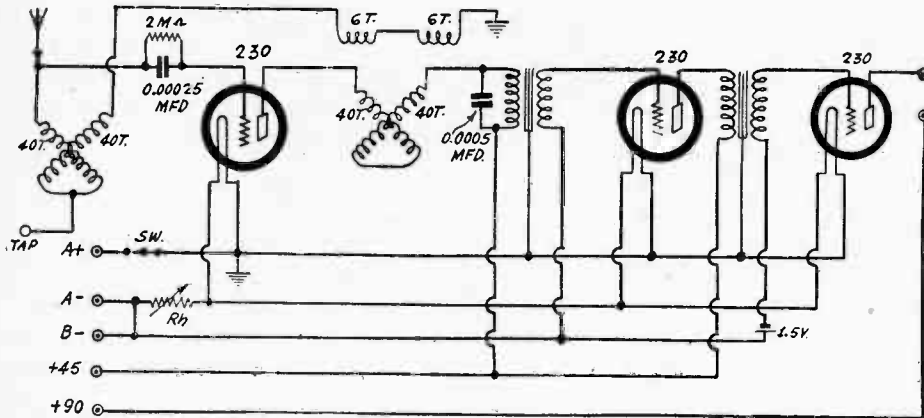 6T. 6T.
2MΩ
230
0.00025
MFD
40T. 40T.
40T. 40T.
0.0005
MFD.
230
230
TAP
A+
SW.
A-
Rh
B-
1.5V.
+45
+90